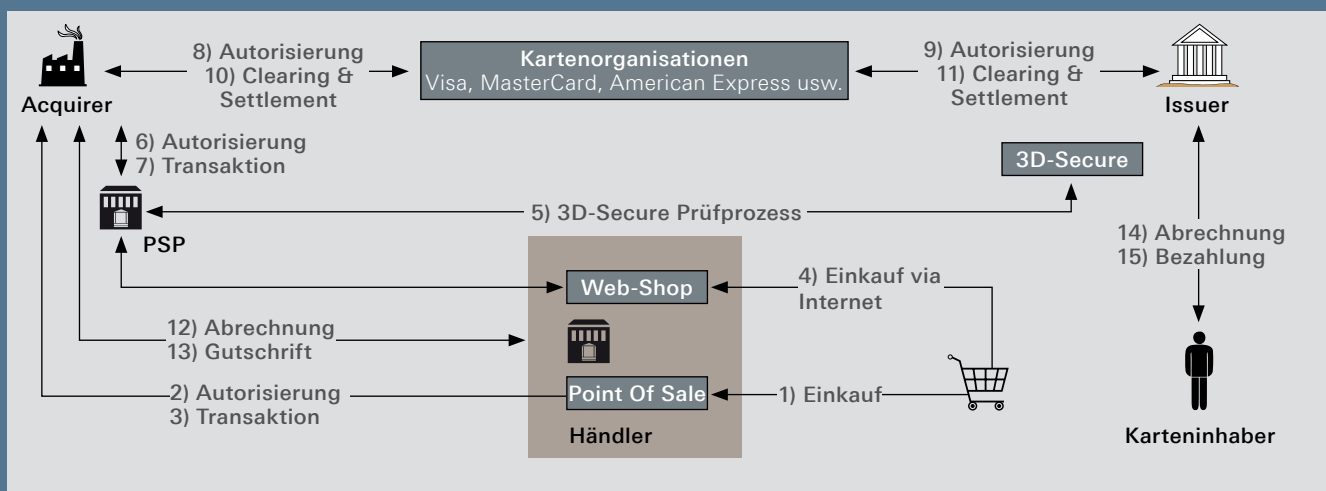 8) Autorisierung
10) Clearing &
Settlement
Kartenorganisationen
Visa, MasterCard, American Express usw.
9) Autorisierung
11) Clearing &
Settlement
Acquirer
Issuer
6) Autorisierung
7) Transaktion
3D-Secure
5) 3D-Secure Prüfprozess
PSP
14) Abrechnung
15) Bezahlung
Web-Shop
4) Einkauf via
Internet
12) Abrechnung
13) Gutschrift
2) Autorisierung
3) Transaktion
Point Of Sale
1) Einkauf
Händler
Karteninhaber